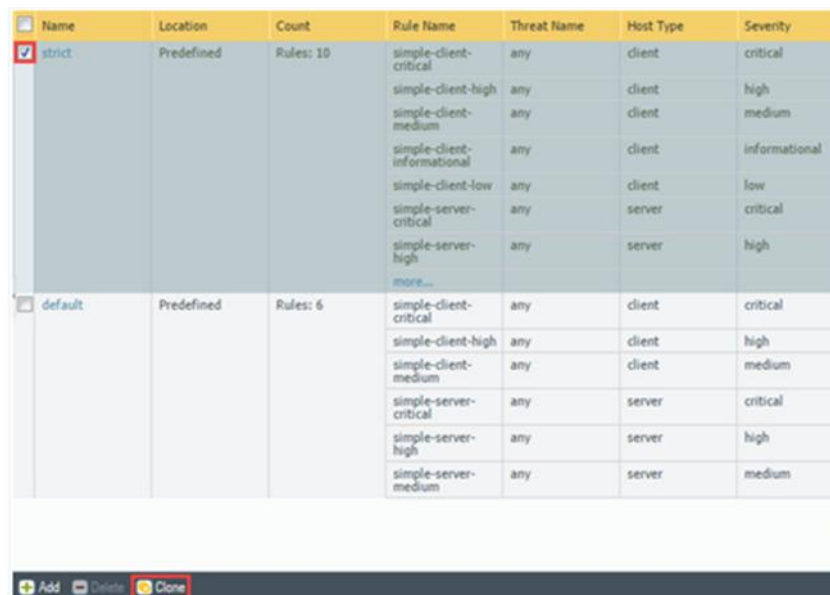 Name Location Count Rule Name Threat Name Host Type Severity
strict Predefined Rules: 10 simple-client-
critical any client critical
simple-client-high any client high
simple-client-
medium any client medium
simple-client-
informational any client informational
simple-client-low any client low
simple-server-
critical any server critical
simple-server-
high any server high
more...
default Predefined Rules: 6 simple-client-
critical any client critical
simple-client-high any client high
simple-client-
medium any client medium
simple-server-
critical any server critical
simple-server-
high any server high
simple-server-
medium any server medium
Add Delete Clone